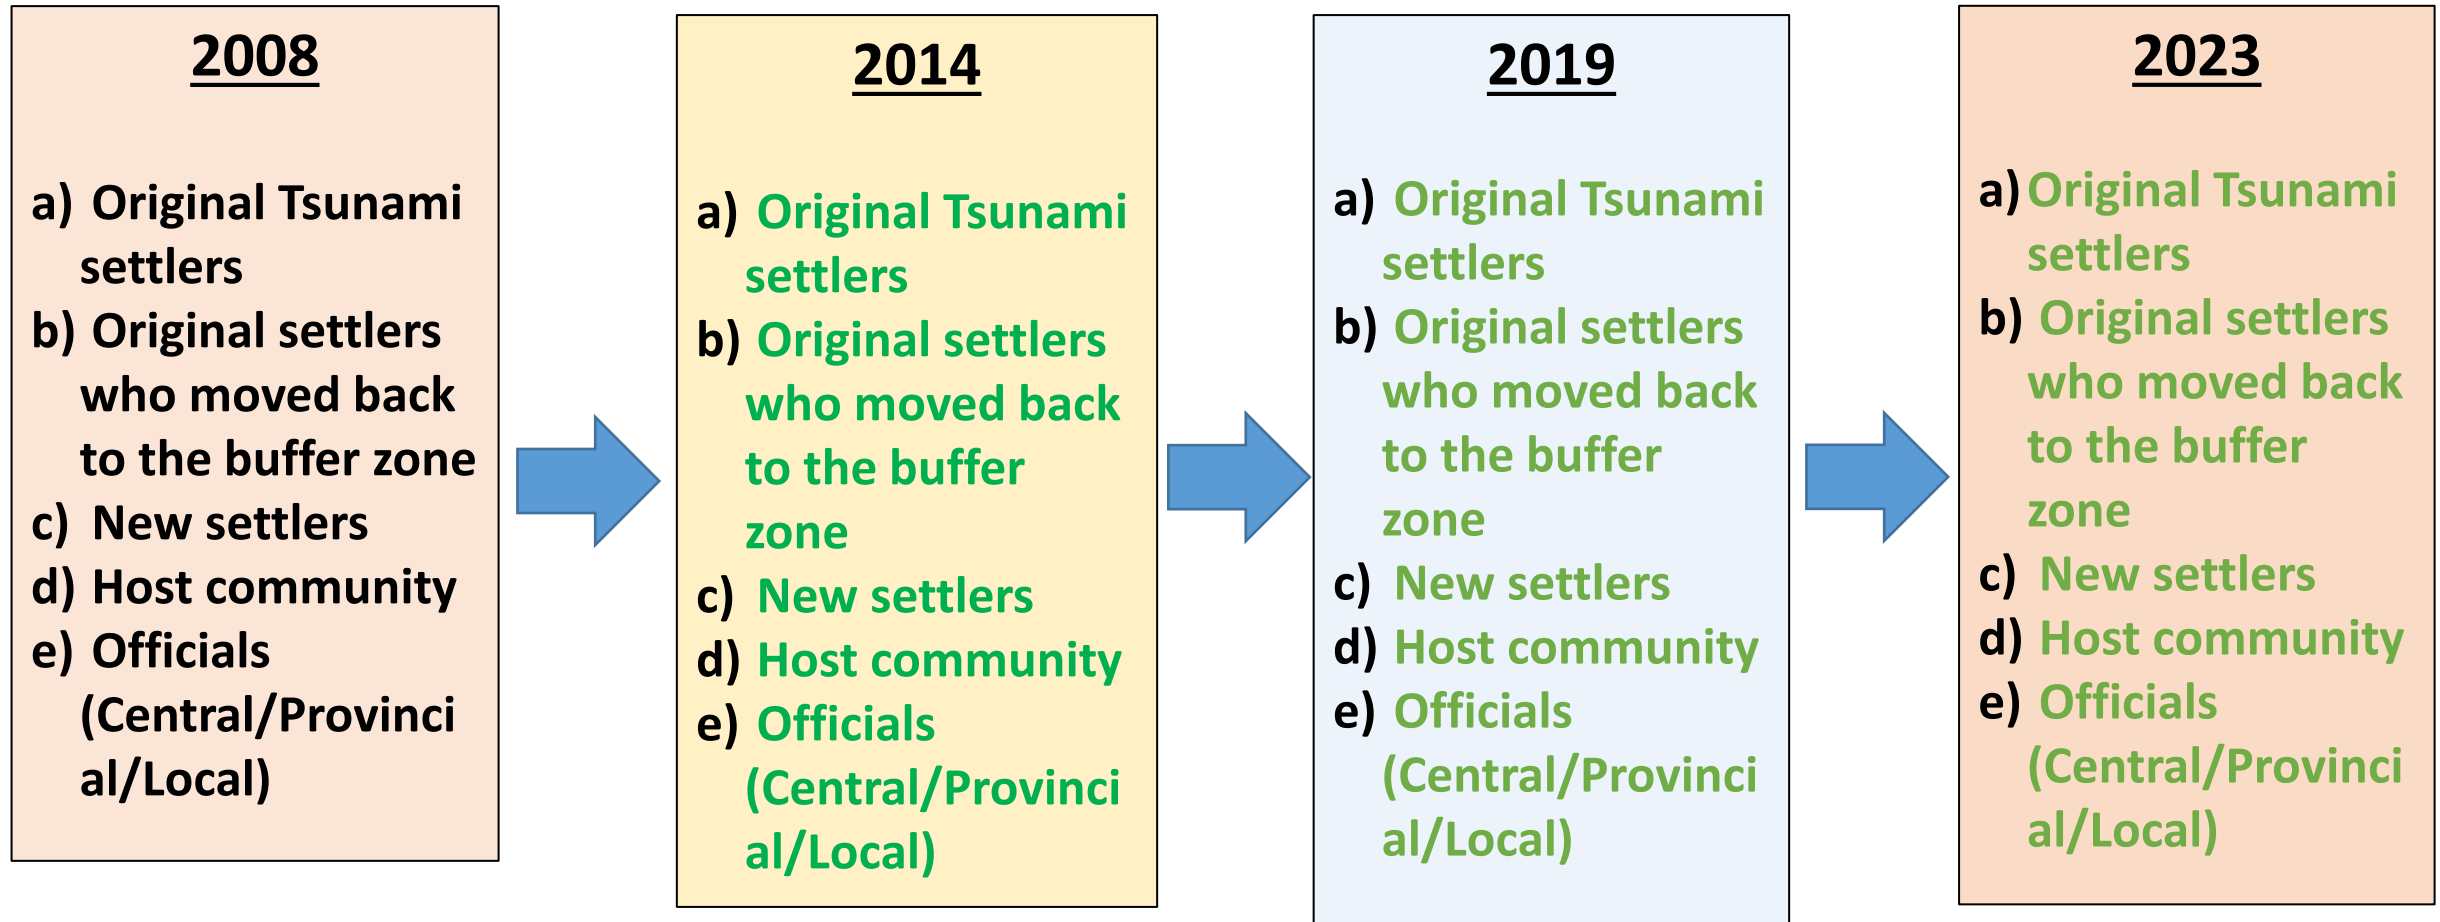 2008
a) Original Tsunami
settlers
b) Original settlers
who moved back
to the buffer zone
c) New settlers
d) Host community
e) Officials
(Central/Provinci
al/Local)
2014
a) Original Tsunami
settlers
b) Original settlers
who moved back
to the buffer
zone
c) New settlers
d) Host community
e) Officials
(Central/Provinci
al/Local)
2019
a) Original Tsunami
settlers
b) Original settlers
who moved back
to the buffer
zone
c) New settlers
d) Host community
e) Officials
(Central/Provinci
al/Local)
2023
a) Original Tsunami
settlers
b) Original settlers
who moved back
to the buffer
zone
c) New settlers
d) Host community
e) Officials
(Central/Provinci
al/Local)